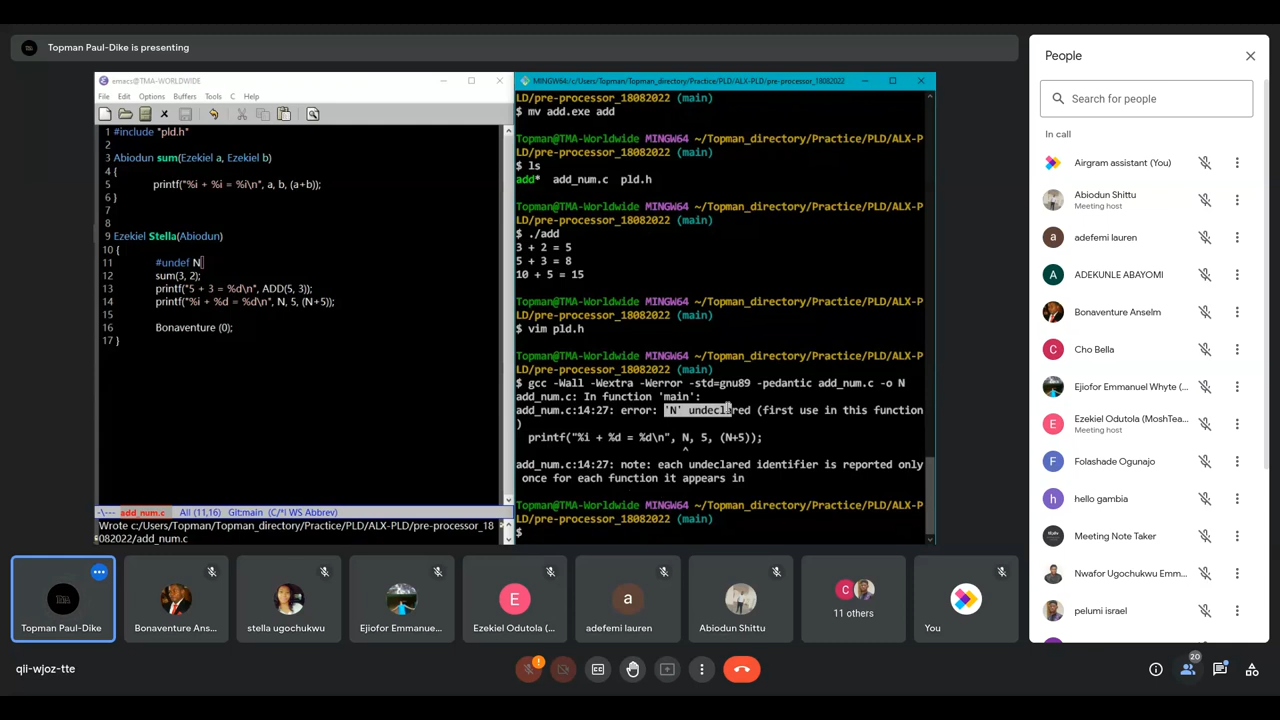 Topman Paul-Dike is presenting
emacs@TMA-WORLDWIDE
File Edit Options Buffers Tools C Help
1 #include "pld.h"
2
3 Abiodun sum(Ezekiel a, Ezekiel b)
4 {
5 printf("%i + %i = %i\n", a, b, (a+b));
6 }
7
8
9 Ezekiel Stella(Abiodun)
10 {
11 #undef N
12 sum(3, 2);
13 printf("5 + 3 = %d\n", ADD(5, 3));
14 printf("%i + %d = %d\n", N, 5, (N+5));
15
16 Bonaventure (0);
17 }
-\--- add_num.c All (11,16) Git:main (C/*l WS Abbrev)
Wrote c:/Users/Topman/Topman_directory/Practice/PLD/ALX-PLD/pre-processor_18
082022/add_num.c
MINGW64:/c/Users/Topman/Topman_directory/Practice/PLD/ALX-PLD/pre-processor_18082022
LD/pre-processor_18082022 (main)
$ mv add.exe add
Topman@TMA-Worldwide MINGW64 ~/Topman_directory/Practice/PLD/ALX-P
LD/pre-processor_18082022 (main)
$ ls
add* add_num.c pld.h
Topman@TMA-Worldwide MINGW64 ~/Topman_directory/Practice/PLD/ALX-P
LD/pre-processor_18082022 (main)
$ ./add
3 + 2 = 5
5 + 3 = 8
10 + 5 = 15
Topman@TMA-Worldwide MINGW64 ~/Topman_directory/Practice/PLD/ALX-P
LD/pre-processor_18082022 (main)
$ vim pld.h
Topman@TMA-Worldwide MINGW64 ~/Topman_directory/Practice/PLD/ALX-P
LD/pre-processor_18082022 (main)
$ gcc -Wall -Wextra -Werror -std=gnu89 -pedantic add_num.c -o N
add_num.c: In function 'main':
add_num.c:14:27: error: 'N' undeclared (first use in this function
)
printf("%i + %d = %d\n", N, 5, (N+5));
^
add_num.c:14:27: note: each undeclared identifier is reported only
once for each function it appears in
Topman@TMA-Worldwide MINGW64 ~/Topman_directory/Practice/PLD/ALX-P
LD/pre-processor_18082022 (main)
$
People
Search for people
In call
Airgram assistant (You)
Abiodun Shittu
Meeting host
a adefemi lauren
A ADEKUNLE ABAYOMI
Bonaventure Anselm
C Cho Bella
Ejiofor Emmanuel Whyte (...
E Ezekiel Odutola (MoshTea...
Meeting host
Folashade Ogunajo
h hello gambia
Meeting Note Taker
Nwafor Ugochukwu Emm...
pelumi israel
Topman Paul-Dike
Bonaventure Ans...
stella ugochukwu
Ejiofor Emmanue...
E
Ezekiel Odutola (...
a
adefemi lauren
Abiodun Shittu
C
11 others
You
qii-wjoz-tte
!
20